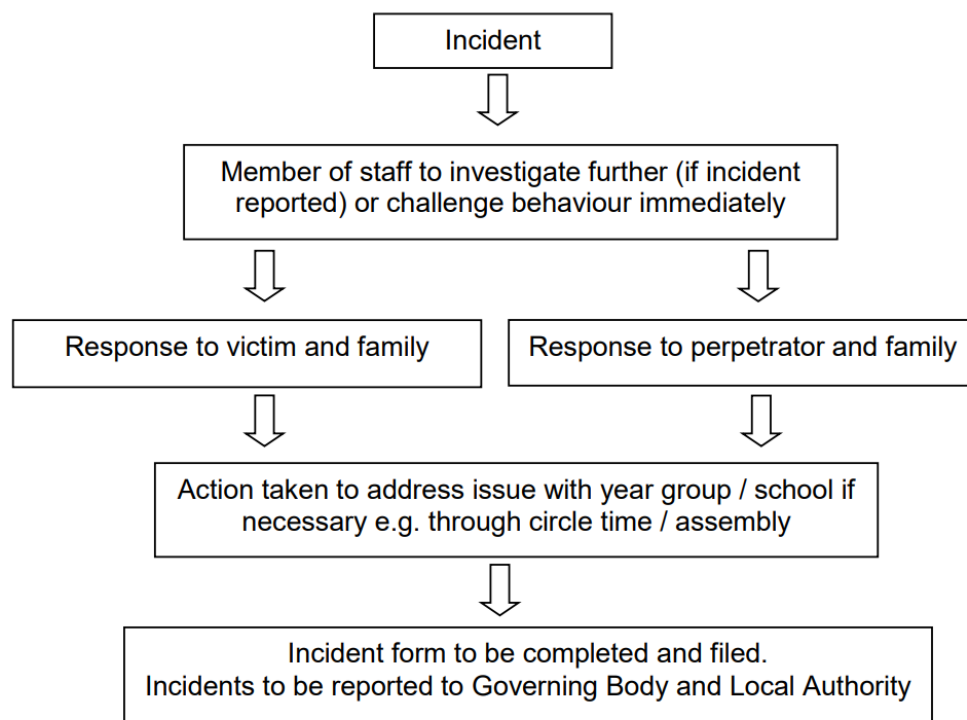 Incident
Member of staff to investigate further (if incident
reported) or challenge behaviour immediately
Response to victim and family
Response to perpetrator and family
Action taken to address issue with year group / school if
necessary e.g. through circle time / assembly
Incident form to be completed and filed.
Incidents to be reported to Governing Body and Local Authority